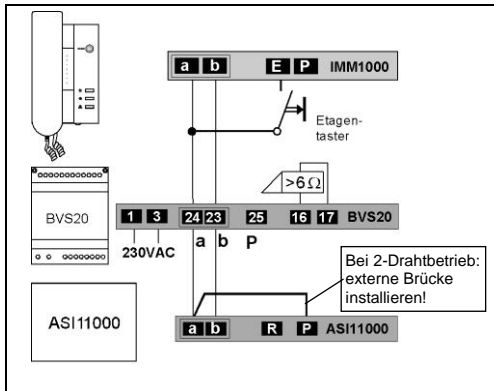 a b E P IMM1000
Etagen-
taster
>6Ω
BVS20
1 3 24 23 25 16 17 BVS20
230VAC a b P
Bei 2-Drahtbetrieb:
externe Brücke
installieren!
ASI11000
a b R P ASI11000